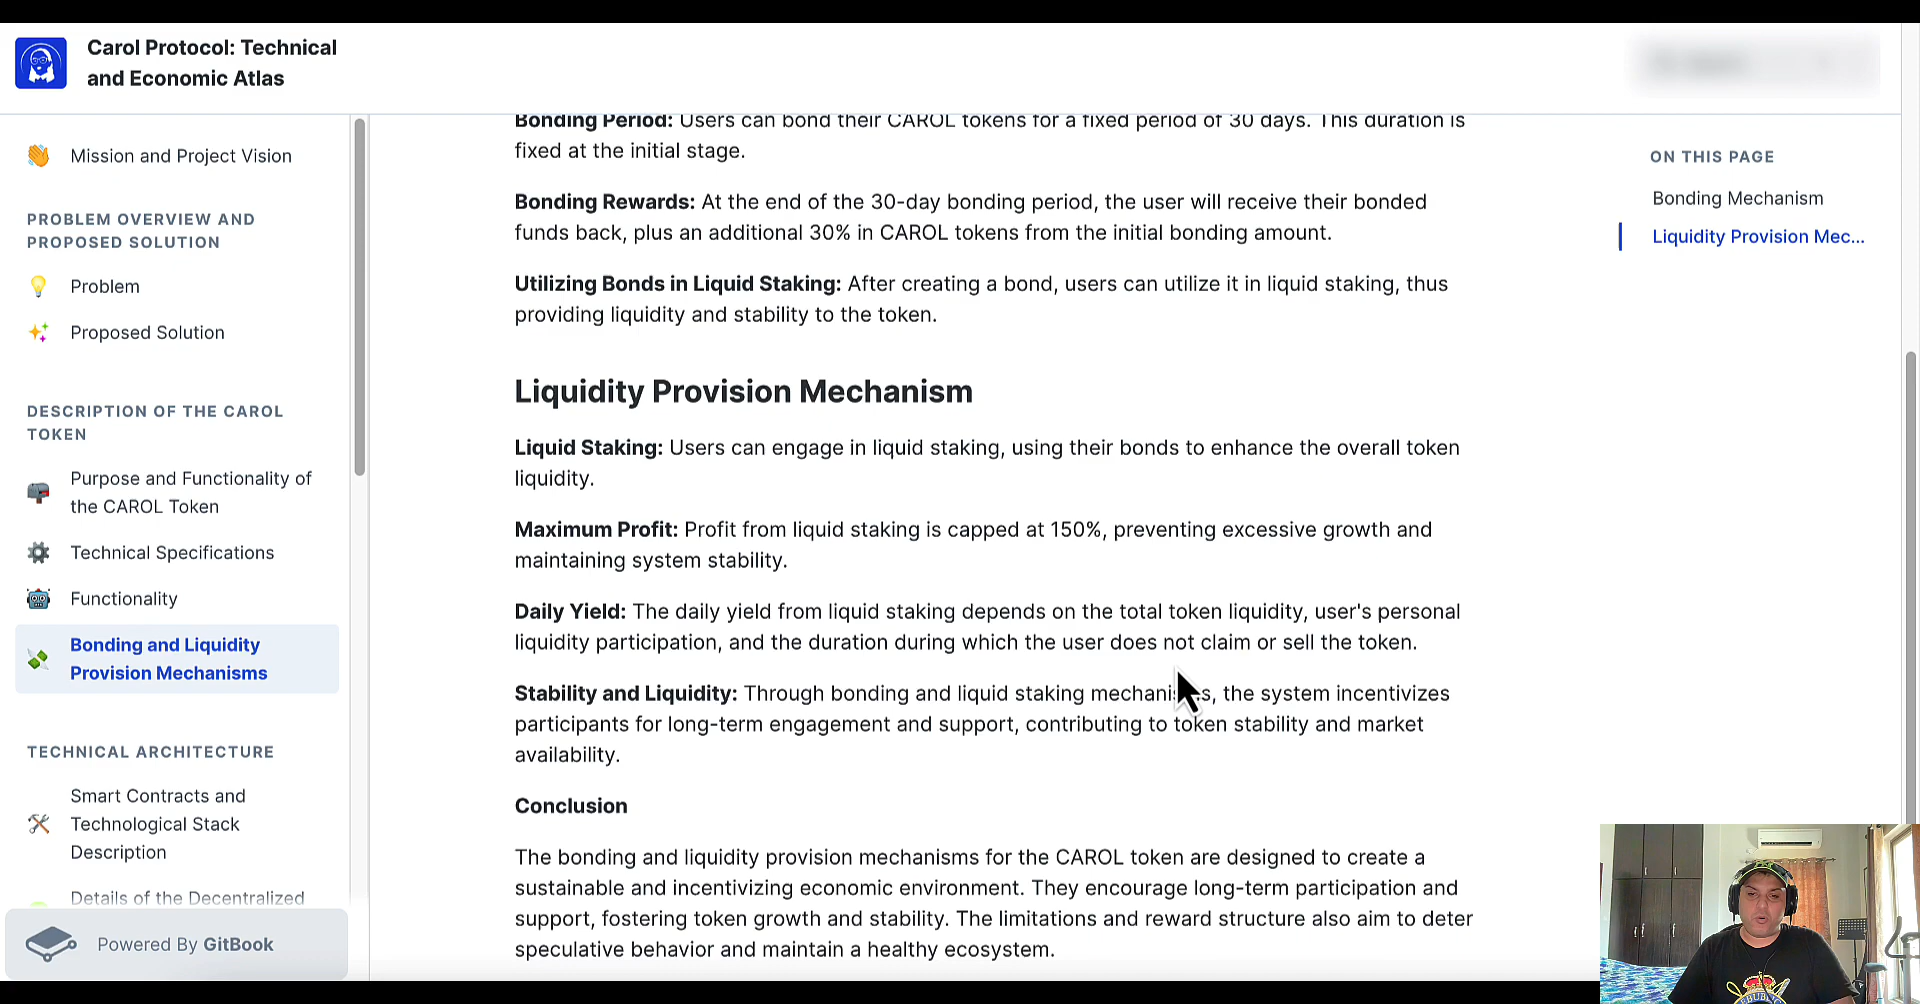 Carol Protocol: Technical
and Economic Atlas
Mission and Project Vision
PROBLEM OVERVIEW AND
PROPOSED SOLUTION
Problem
Proposed Solution
DESCRIPTION OF THE CAROL
TOKEN
Purpose and Functionality of
the CAROL Token
Technical Specifications
Functionality
Bonding and Liquidity
Provision Mechanisms
TECHNICAL ARCHITECTURE
Smart Contracts and
Technological Stack
Description
Details of the Decentralized
Powered By GitBook
Bonding Period: Users can bond their CAROL tokens for a fixed period of 30 days. This duration is
fixed at the initial stage.
Bonding Rewards: At the end of the 30-day bonding period, the user will receive their bonded
funds back, plus an additional 30% in CAROL tokens from the initial bonding amount.
Utilizing Bonds in Liquid Staking: After creating a bond, users can utilize it in liquid staking, thus
providing liquidity and stability to the token.
Liquidity Provision Mechanism
Liquid Staking: Users can engage in liquid staking, using their bonds to enhance the overall token
liquidity.
Maximum Profit: Profit from liquid staking is capped at 150%, preventing excessive growth and
maintaining system stability.
Daily Yield: The daily yield from liquid staking depends on the total token liquidity, user's personal
liquidity participation, and the duration during which the user does not claim or sell the token.
Stability and Liquidity: Through bonding and liquid staking mechanisms, the system incentivizes
participants for long-term engagement and support, contributing to token stability and market
availability.
Conclusion
The bonding and liquidity provision mechanisms for the CAROL token are designed to create a
sustainable and incentivizing economic environment. They encourage long-term participation and
support, fostering token growth and stability. The limitations and reward structure also aim to deter
speculative behavior and maintain a healthy ecosystem.
ON THIS PAGE
Bonding Mechanism
Liquidity Provision Mec...